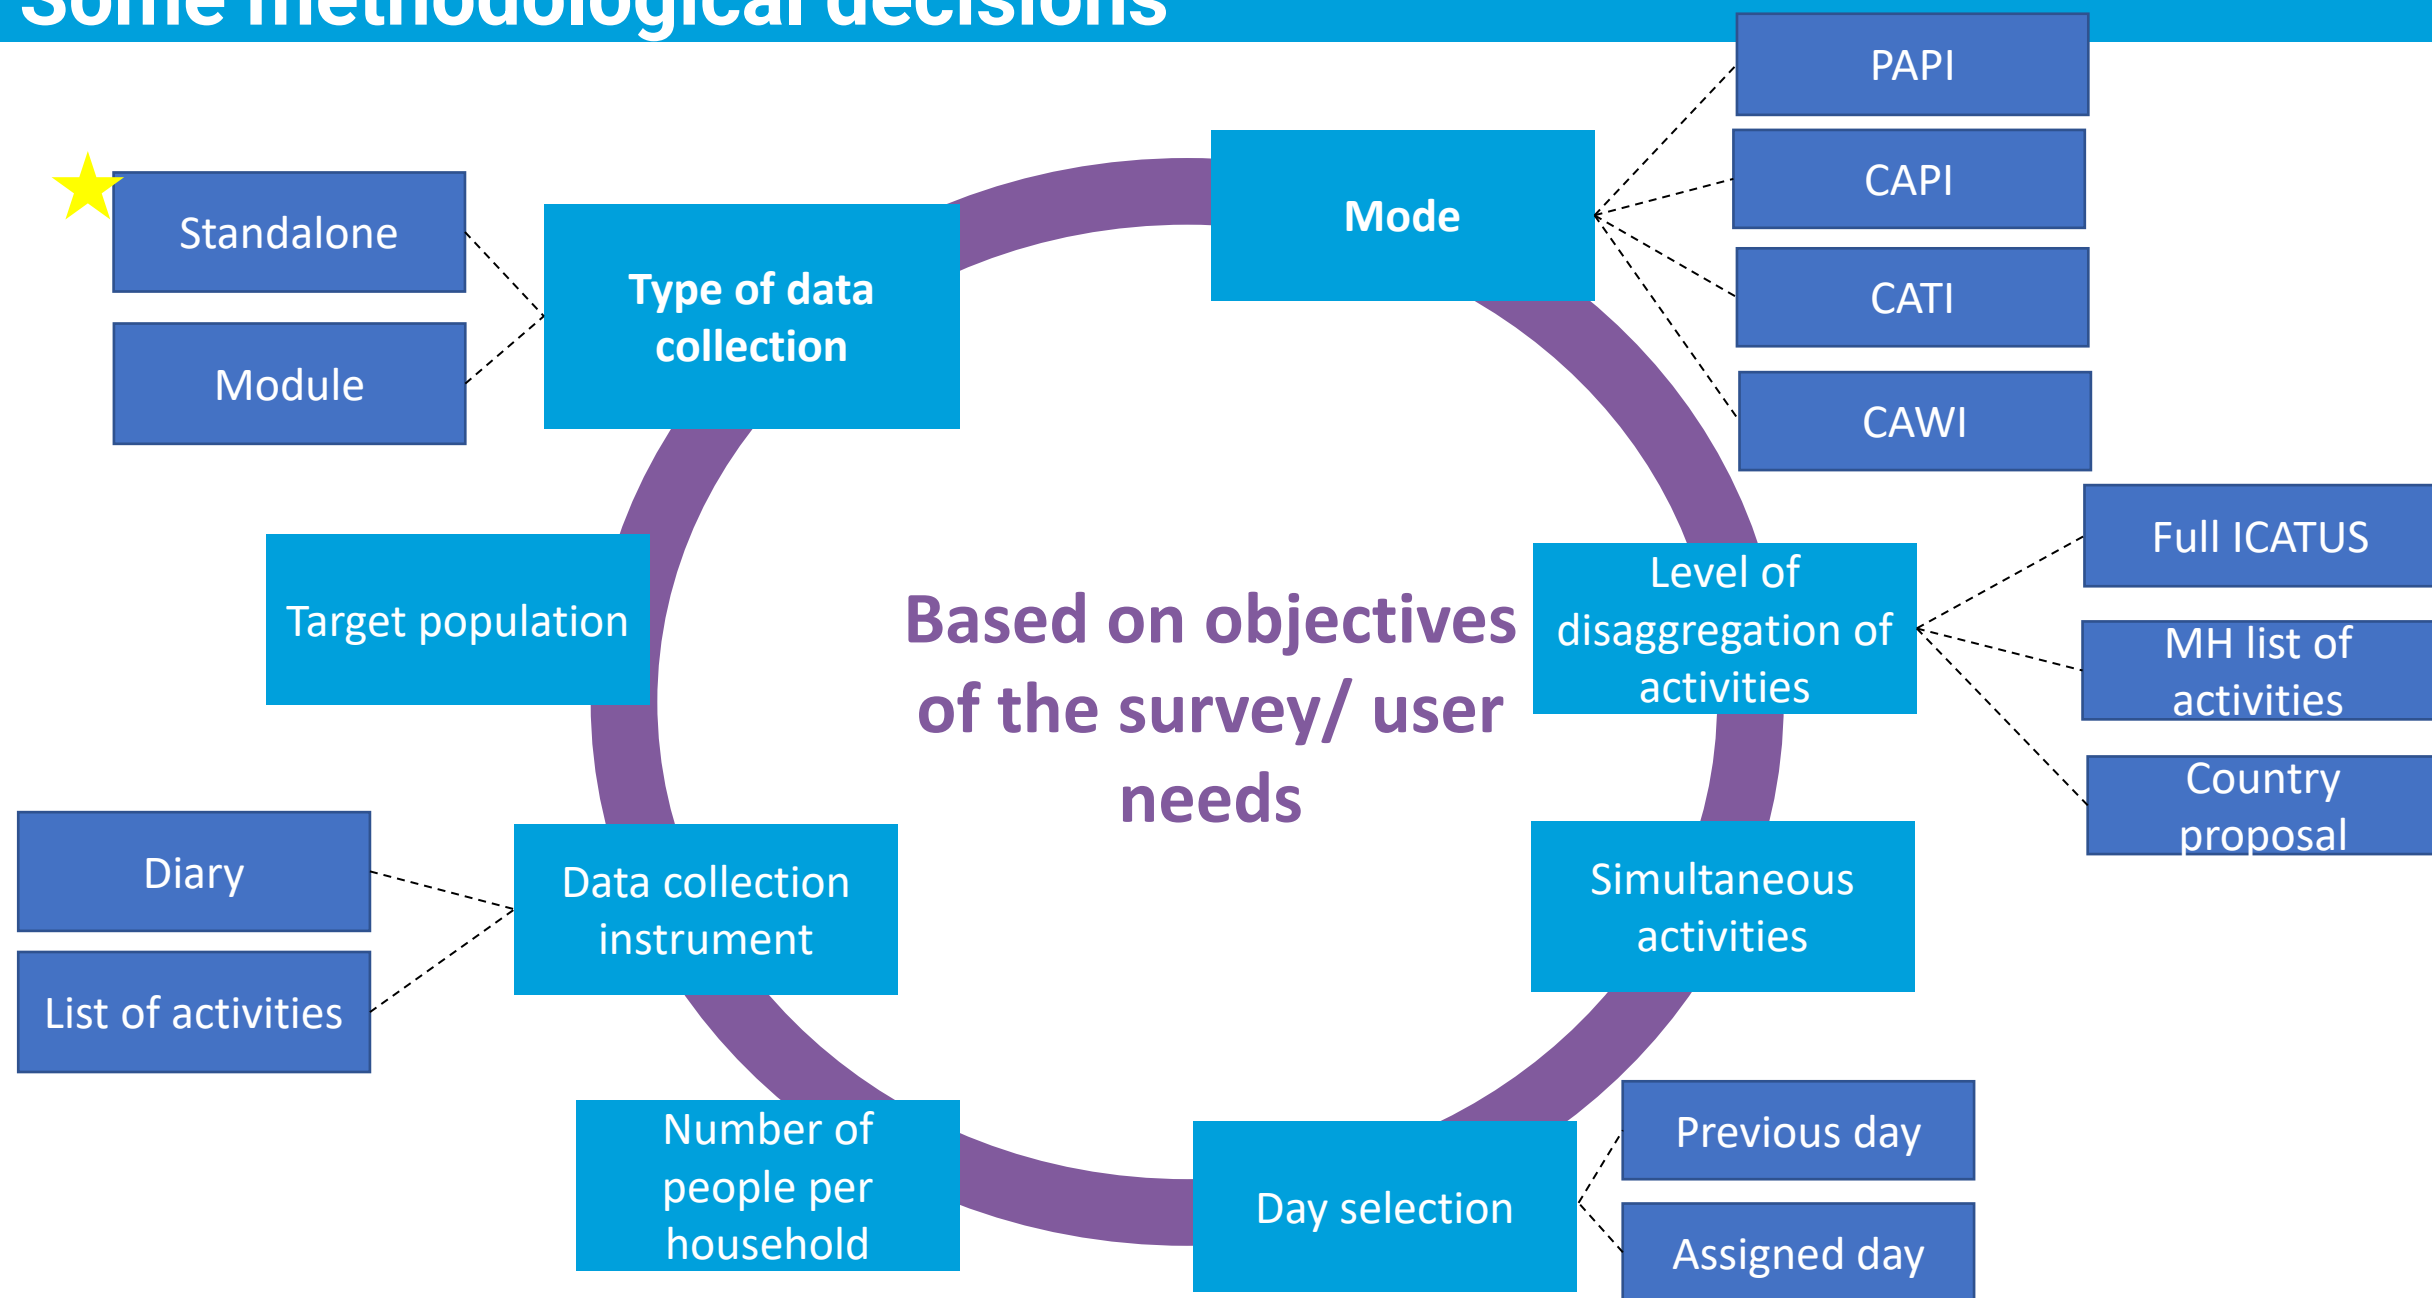 Some methodological decisions
PAPI
CAPI
CATI
CAWI
Mode
Standalone
Module
Type of data
collection
Target population
Based on objectives
of the survey/ user
needs
Level of
disaggregation of
activities
Full ICATUS
MH list of
activities
Country
proposal
Simultaneous
activities
Diary
List of activities
Data collection
instrument
Number of
people per
household
Day selection
Previous day
Assigned day